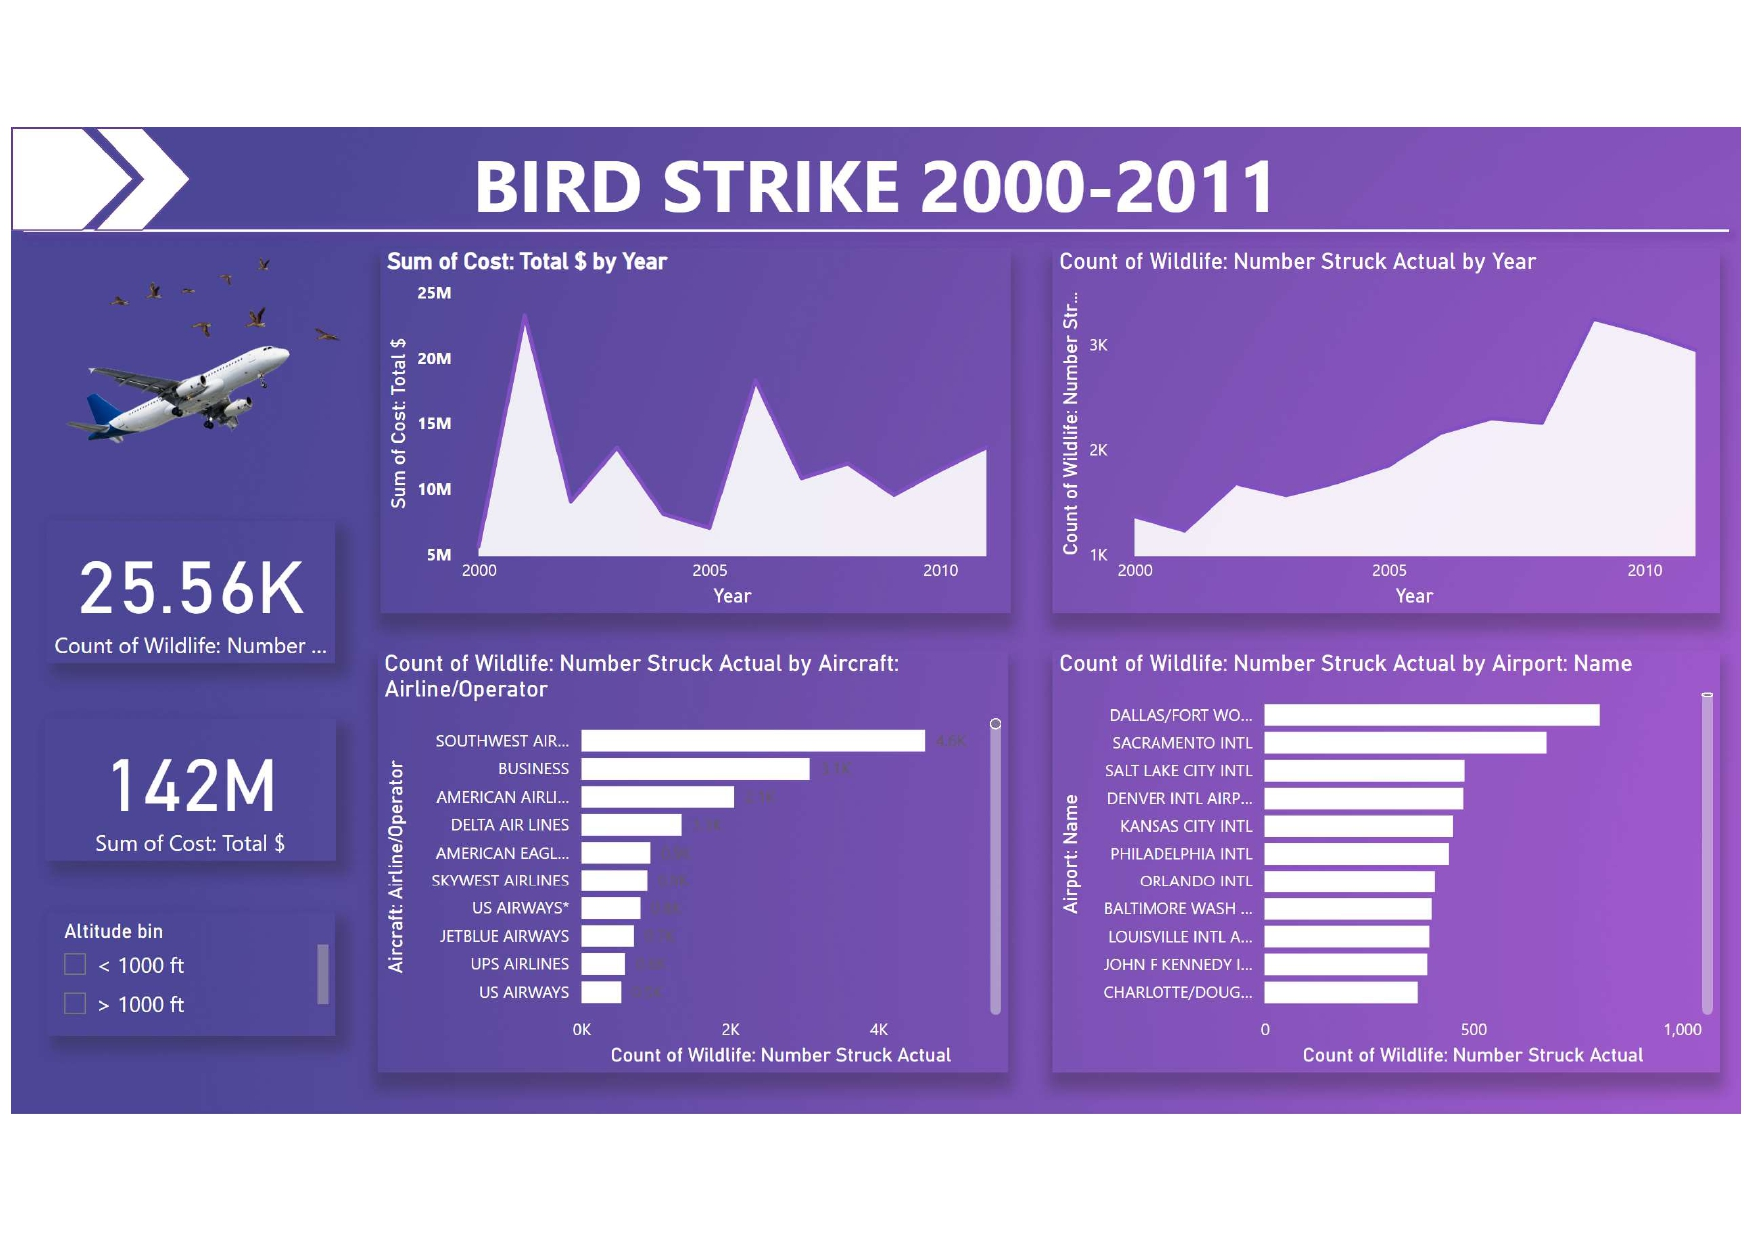 BIRD STRIKE 2000-2011
25.56K
Count of Wildlife: Number ...
142M
Sum of Cost: Total $
Altitude bin
< 1000 ft
> 1000 ft
Sum of Cost: Total $ by Year
Sum of Cost: Total $
25M
20M
15M
10M
5M
2000 2005 2010
Year
Count of Wildlife: Number Struck Actual by Year
Count of Wildlife: Number Str...
3K
2K
1K
2000 2005 2010
Year
Count of Wildlife: Number Struck Actual by Aircraft:
Airline/Operator
Aircraft: Airline/Operator
SOUTHWEST AIR...
BUSINESS
AMERICAN AIRLI...
DELTA AIR LINES
AMERICAN EAGL...
SKYWEST AIRLINES
US AIRWAYS*
JETBLUE AIRWAYS
UPS AIRLINES
US AIRWAYS
0K 2K 4K
Count of Wildlife: Number Struck Actual
Count of Wildlife: Number Struck Actual by Airport: Name
Airport: Name
DALLAS/FORT WO...
SACRAMENTO INTL
SALT LAKE CITY INTL
DENVER INTL AIRP...
KANSAS CITY INTL
PHILADELPHIA INTL
ORLANDO INTL
BALTIMORE WASH ...
LOUISVILLE INTL A...
JOHN F KENNEDY I...
CHARLOTTE/DOUG...
0 500 1,000
Count of Wildlife: Number Struck Actual